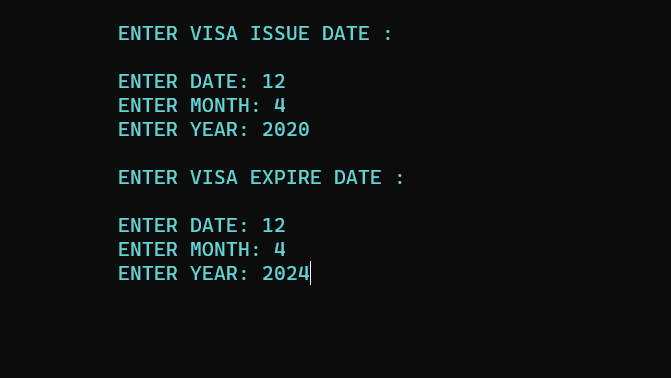 ENTER VISA ISSUE DATE :
ENTER DATE: 12
ENTER MONTH: 4
ENTER YEAR: 2020
ENTER VISA EXPIRE DATE :
ENTER DATE: 12
ENTER MONTH: 4
ENTER YEAR: 2024